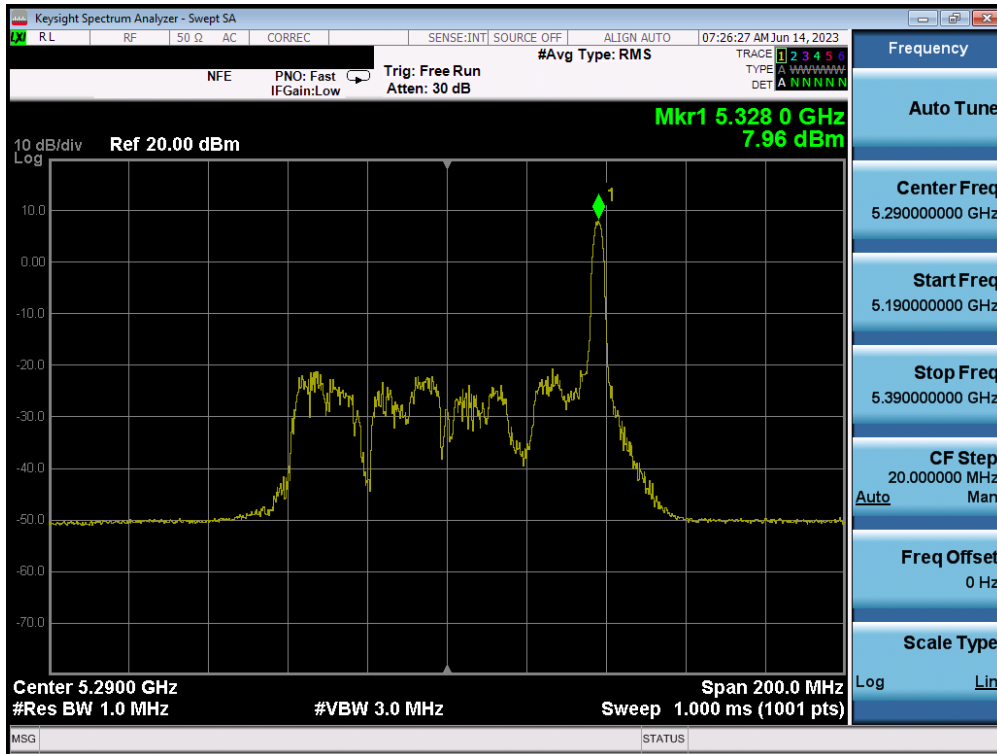 Keysight Spectrum Analyzer - Swept SA
LXI RL RF 50 Ω AC CORREC SENSE:INT SOURCE OFF ALIGN AUTO 07:26:27 AM Jun 14, 2023
#Avg Type: RMS
TRACE 1 2 3 4 5 6
TYPE A W W W W W
DET A N N N N N
NFE PNO: Fast Trig: Free Run
IFGain:Low Atten: 30 dB
Mkr1 5.328 0 GHz
7.96 dBm
10 dB/div Ref 20.00 dBm
Log
1
10.0
0.00
-10.0
-20.0
-30.0
-40.0
-50.0
-60.0
-70.0
Center 5.2900 GHz Span 200.0 MHz
#Res BW 1.0 MHz #VBW 3.0 MHz Sweep 1.000 ms (1001 pts)
MSG STATUS
Frequency
Auto Tune
Center Freq
5.290000000 GHz
Start Freq
5.190000000 GHz
Stop Freq
5.390000000 GHz
CF Step
20.000000 MHz
Auto Man
Freq Offset
0 Hz
Scale Type
Log Lin